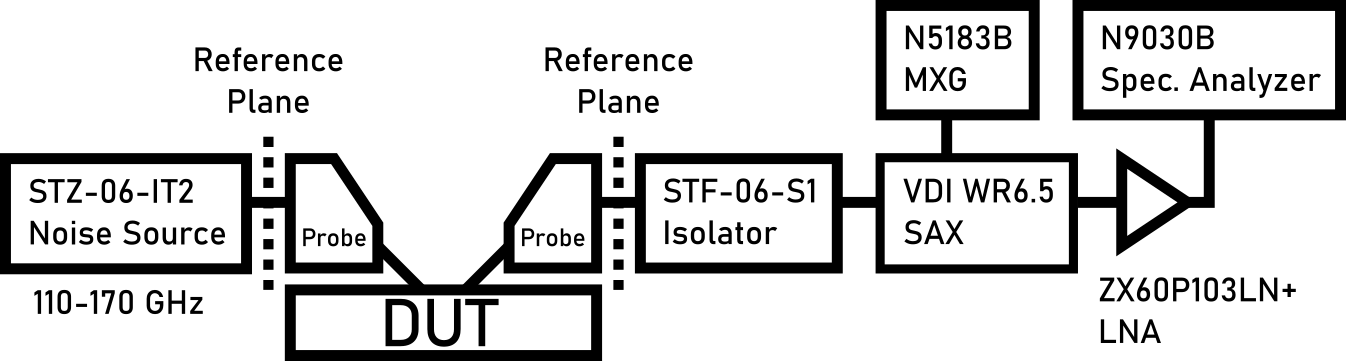 Reference
Plane
Reference
Plane
N5183B
MXG
N9030B
Spec. Analyzer
STZ-06-IT2
Noise Source
Probe
Probe
STF-06-S1
Isolator
VDI WR6.5
SAX
110-170 GHz
DUT
ZX60P103LN+
LNA